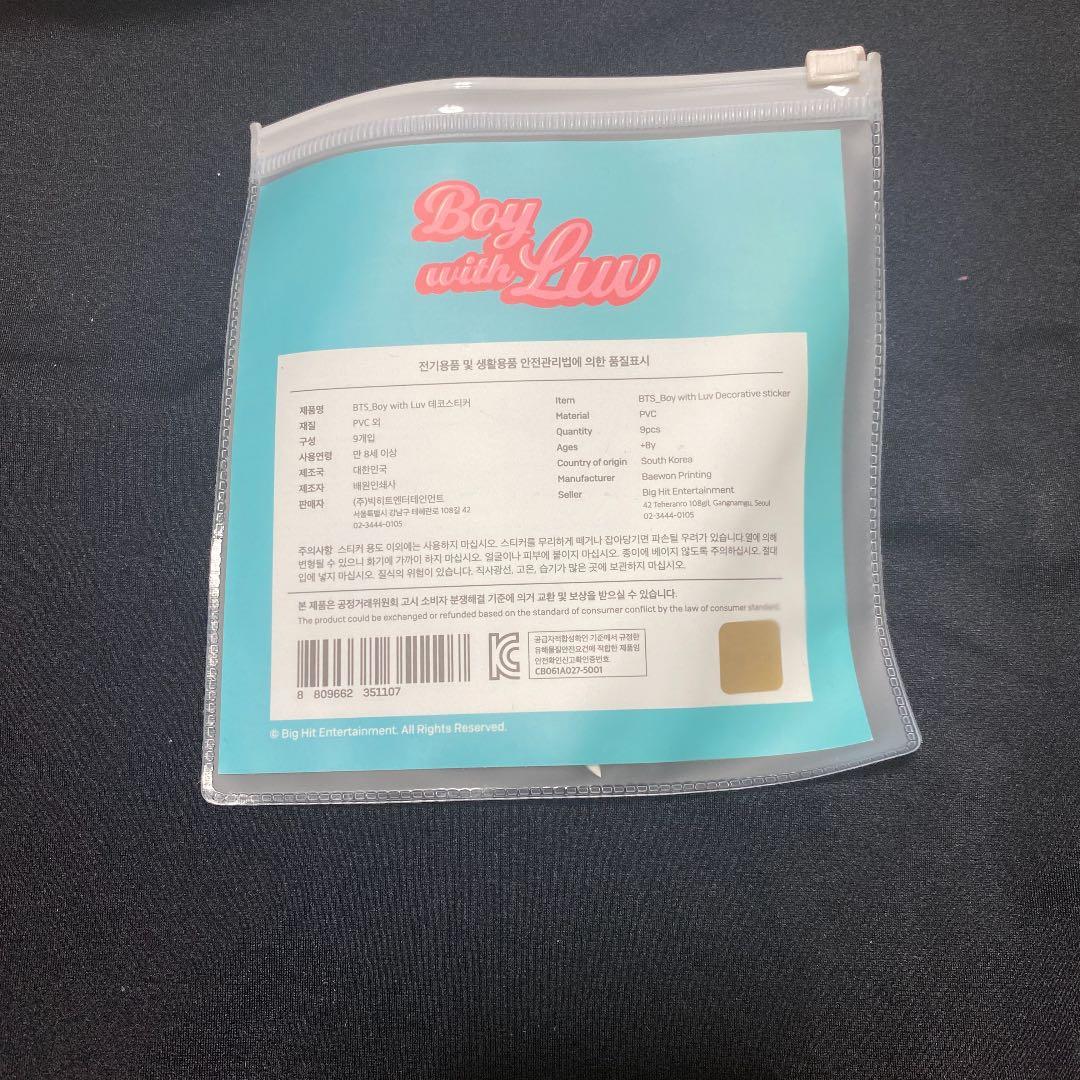 Boy
with Luv
전기용품 및 생활용품 안전관리법에 의한 품질표시
제품명 BTS_Boy with Luv 데코스티커
재질 PVC 외
구성 9개입
사용연령 만 8세 이상
제조국 대한민국
제조자 배원인쇄사
판매자 (주)빅히트엔터테인먼트
서울특별시 강남구 테헤란로 108길 42
02-3444-0105
Item BTS_Boy with Luv Decorative sticker
Material PVC
Quantity 9pcs
Ages +8y
Country of origin South Korea
Manufacturer Baewon Printing
Seller Big Hit Entertainment
42 Teheranro 108gil, Gangnamgu, Seoul
02-3444-0105
주의사항 스티커 용도 이외에는 사용하지 마십시오. 스티커를 무리하게 떼거나 잡아당기면 파손될 우려가 있습니다. 열에 의해
변형될 수 있으니 화기에 가까이 하지 마십시오. 얼굴이나 피부에 붙이지 마십시오. 종이에 베이지 않도록 주의하십시오. 절대
입에 넣지 마십시오. 질식의 위험이 있습니다. 직사광선, 고온, 습기가 많은 곳에 보관하지 마십시오.
본 제품은 공정거래위원회 고시 소비자 분쟁해결 기준에 의거 교환 및 보상을 받으실 수 있습니다.
The product could be exchanged or refunded based on the standard of consumer conflict by the law of consumer standard.
8 809662 351107
KC
공급자적합성확인 기준에서 규정한
유해물질안전요건에 적합한 제품임
안전확인신고확인증번호
CB061A027-5001
© Big Hit Entertainment. All Rights Reserved.